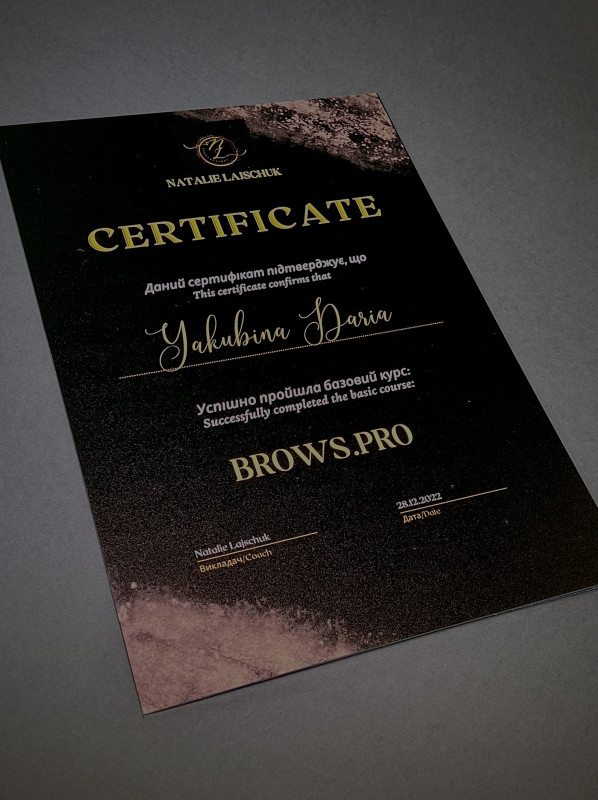 NATALIE LAJSCHUK
CERTIFICATE
Даний сертифікат підтверджує, що
This certificate confirms that
Yakubina Daria
Успішно пройшла базовий курс:
Successfully completed the basic course:
BROWS.PRO
28.12.2022
Дата/Date
Natalie Lajschuk
Викладач/Coach